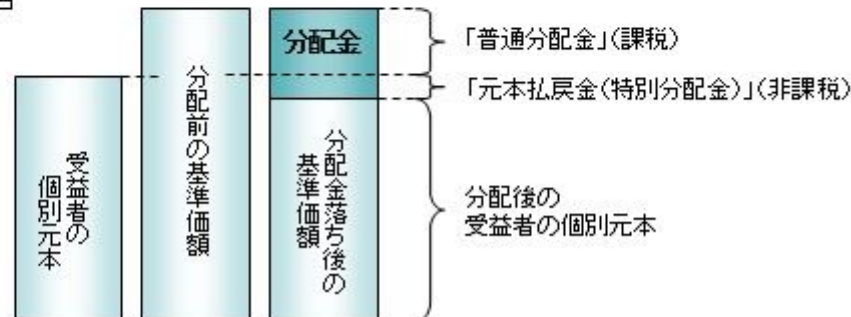 受益者の
個別元本
分配前の基準価額
分配金
分配金落ち後の
基準価額
「普通分配金」(課税)
「元本払戻金(特別分配金)」(非課税)
分配後の
受益者の個別元本